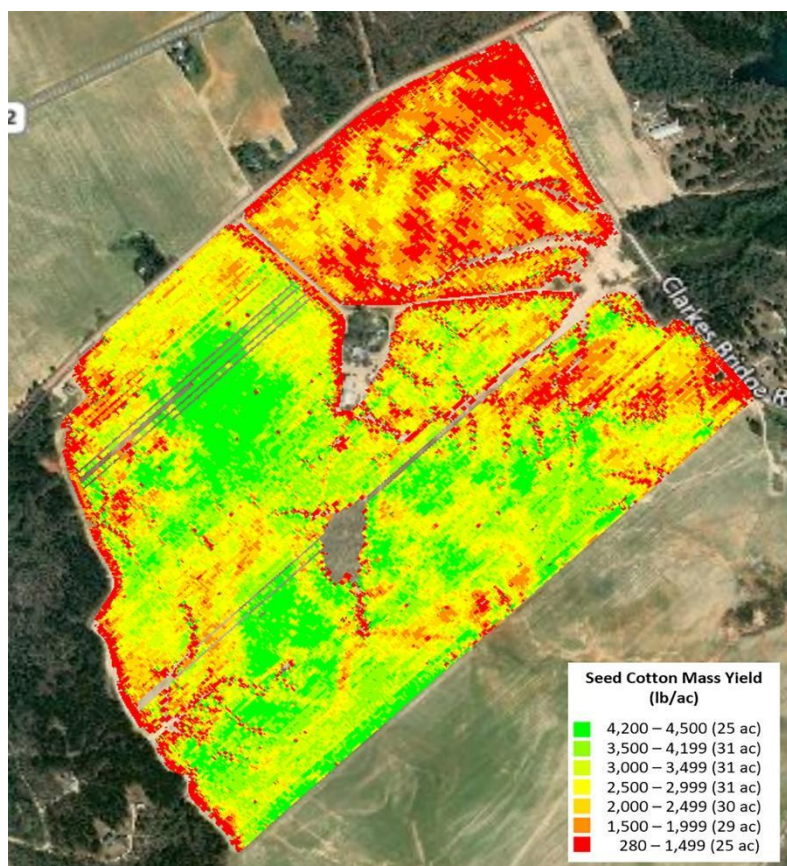 2
Clarkes Bridge R
Seed Cotton Mass Yield
(lb/ac)
4,200 – 4,500 (25 ac)
3,500 – 4,199 (31 ac)
3,000 – 3,499 (31 ac)
2,500 – 2,999 (31 ac)
2,000 – 2,499 (30 ac)
1,500 – 1,999 (29 ac)
280 – 1,499 (25 ac)